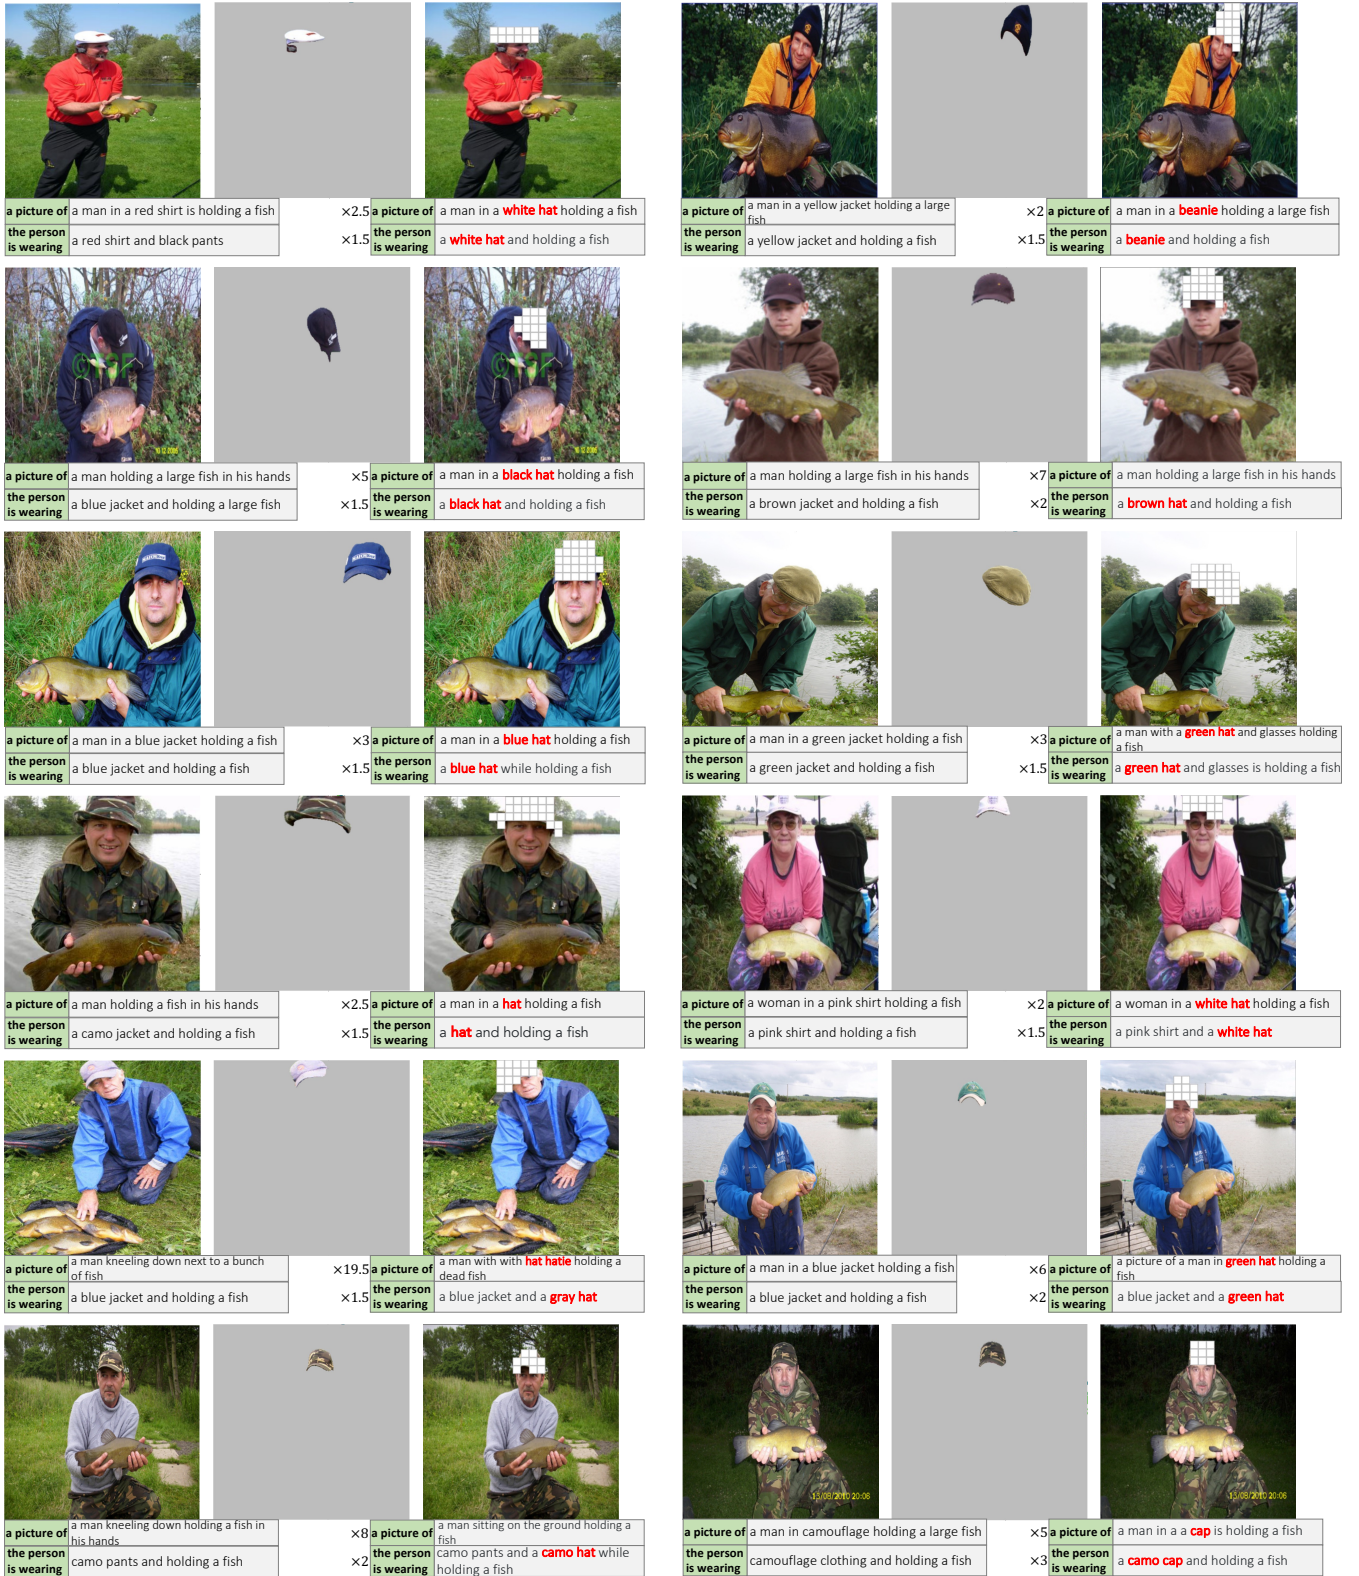 a picture of a man in a red shirt is holding a fish
the person is wearing a red shirt and black pants
×2.5 a picture of a man in a white hat holding a fish
×1.5 the person is wearing a white hat and holding a fish
a picture of a man in a yellow jacket holding a large fish
the person is wearing a yellow jacket and holding a fish
×2 a picture of a man in a beanie holding a large fish
×1.5 the person is wearing a beanie and holding a fish
©TSF
10.12.2005
©TSF
10.12.2005
a picture of a man holding a large fish in his hands
the person is wearing a blue jacket and holding a large fish
×5 a picture of a man in a black hat holding a fish
×1.5 the person is wearing a black hat and holding a fish
a picture of a man holding a large fish in his hands
the person is wearing a brown jacket and holding a fish
×7 a picture of a man holding a large fish in his hands
×2 the person is wearing a brown hat and holding a fish
a picture of a man in a blue jacket holding a fish
the person is wearing a blue jacket and holding a fish
×3 a picture of a man in a blue hat holding a fish
×1.5 the person is wearing a blue hat while holding a fish
a picture of a man in a green jacket holding a fish
the person is wearing a green jacket and holding a fish
×3 a picture of a man with a green hat and glasses holding a fish
×1.5 the person is wearing a green hat and glasses is holding a fish
a picture of a man holding a fish in his hands
the person is wearing a camo jacket and holding a fish
×2.5 a picture of a man in a hat holding a fish
×1.5 the person is wearing a hat and holding a fish
a picture of a woman in a pink shirt holding a fish
the person is wearing a pink shirt and holding a fish
×2 a picture of a woman in a white hat holding a fish
×1.5 the person is wearing a pink shirt and a white hat
a picture of a man kneeling down next to a bunch of fish
the person is wearing a blue jacket and holding a fish
×19.5 a picture of a man with with hat hatie holding a dead fish
×1.5 the person is wearing a blue jacket and a gray hat
a picture of a man in a blue jacket holding a fish
the person is wearing a blue jacket and holding a fish
×6 a picture of a picture of a man in green hat holding a fish
×2 the person is wearing a blue jacket and a green hat
13/08/2010 20:06
13/08/2010 20:06
a picture of a man kneeling down holding a fish in his hands
the person is wearing camo pants and holding a fish
×8 a picture of a man sitting on the ground holding a fish
×2 the person is wearing camo pants and a camo hat while holding a fish
a picture of a man in camouflage holding a large fish
the person is wearing camouflage clothing and holding a fish
×5 a picture of a man in a a cap is holding a fish
×3 the person is wearing a camo cap and holding a fish